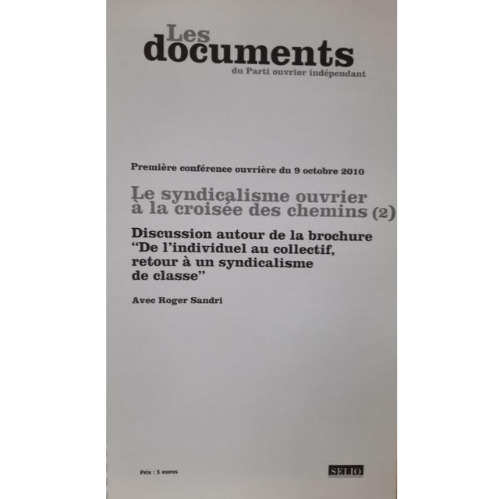 Les
documents
du Parti ouvrier indépendant
Première conférence ouvrière du 9 octobre 2010
Le syndicalisme ouvrier
à la croisée des chemins (2)
Discussion autour de la brochure
“De l’individuel au collectif,
retour à un syndicalisme
de classe”
Avec Roger Sandri
Prix : 5 euros
SELIO